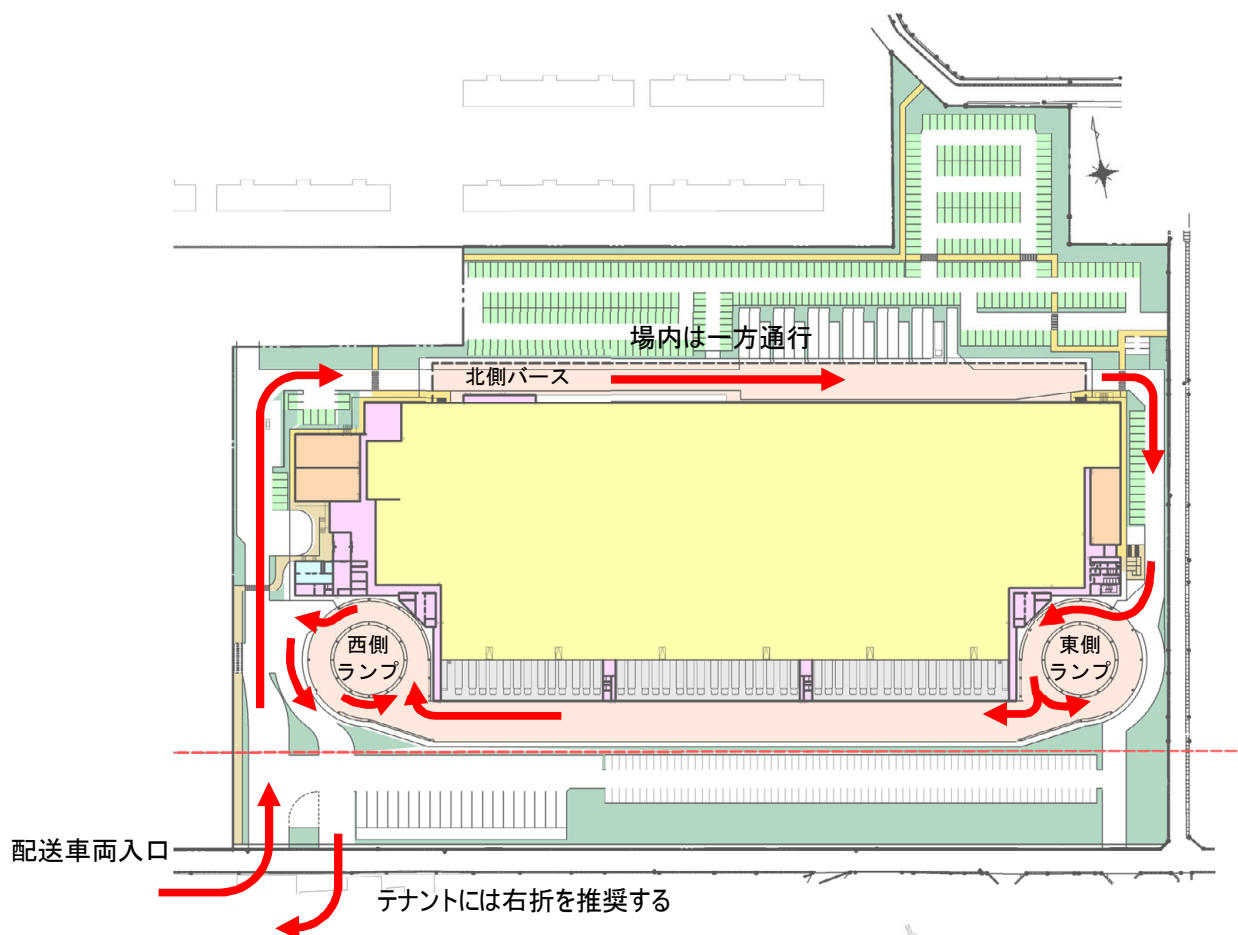 場内は一方通行
北側バース
西側
ランプ
東側
ランプ
配送車両入口
テナントには右折を推奨する